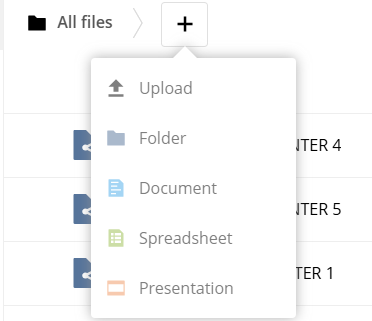 All files
Upload
Folder
NTER 4
Document
NTER 5
Spreadsheet
TER 1
Presentation